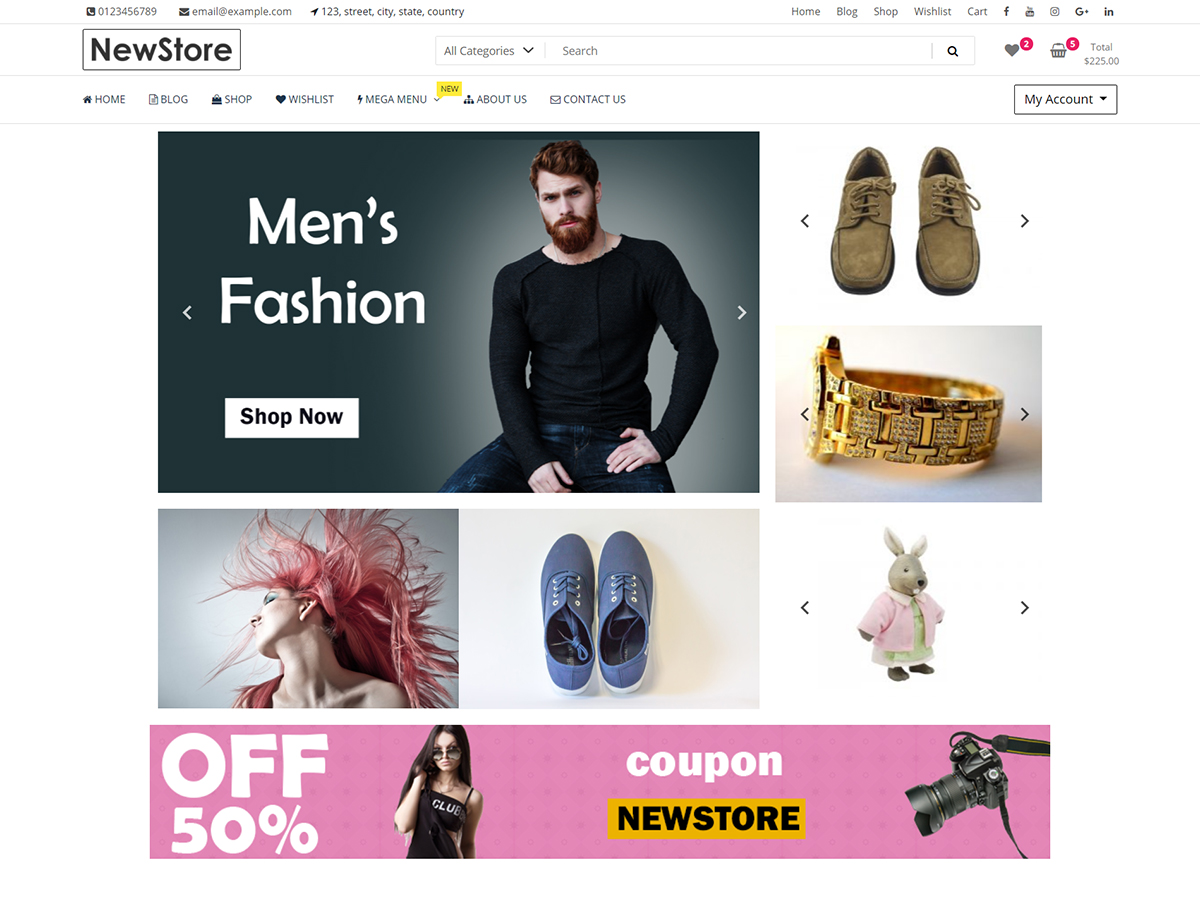 0123456789 email@example.com 123, street, city, state, country Home Blog Shop Wishlist Cart
NewStore
All Categories Search
2 5 Total
$225.00
NEW
HOME BLOG SHOP WISHLIST MEGA MENU ABOUT US CONTACT US My Account
Men's
Fashion
Shop Now
OFF
50%
CLUB
coupon
NEWSTORE